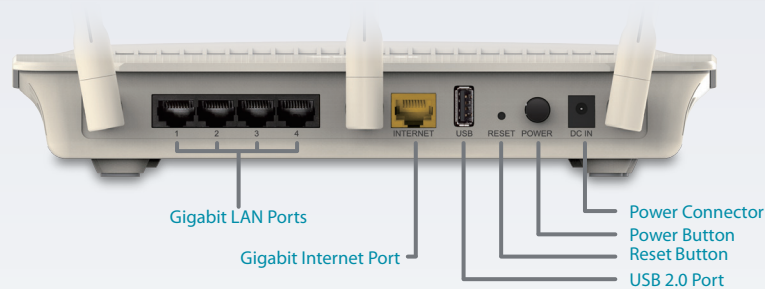 1 2 3 4
INTERNET USB RESET POWER DC IN
Gigabit LAN Ports
Gigabit Internet Port
Power Connector
Power Button
Reset Button
USB 2.0 Port